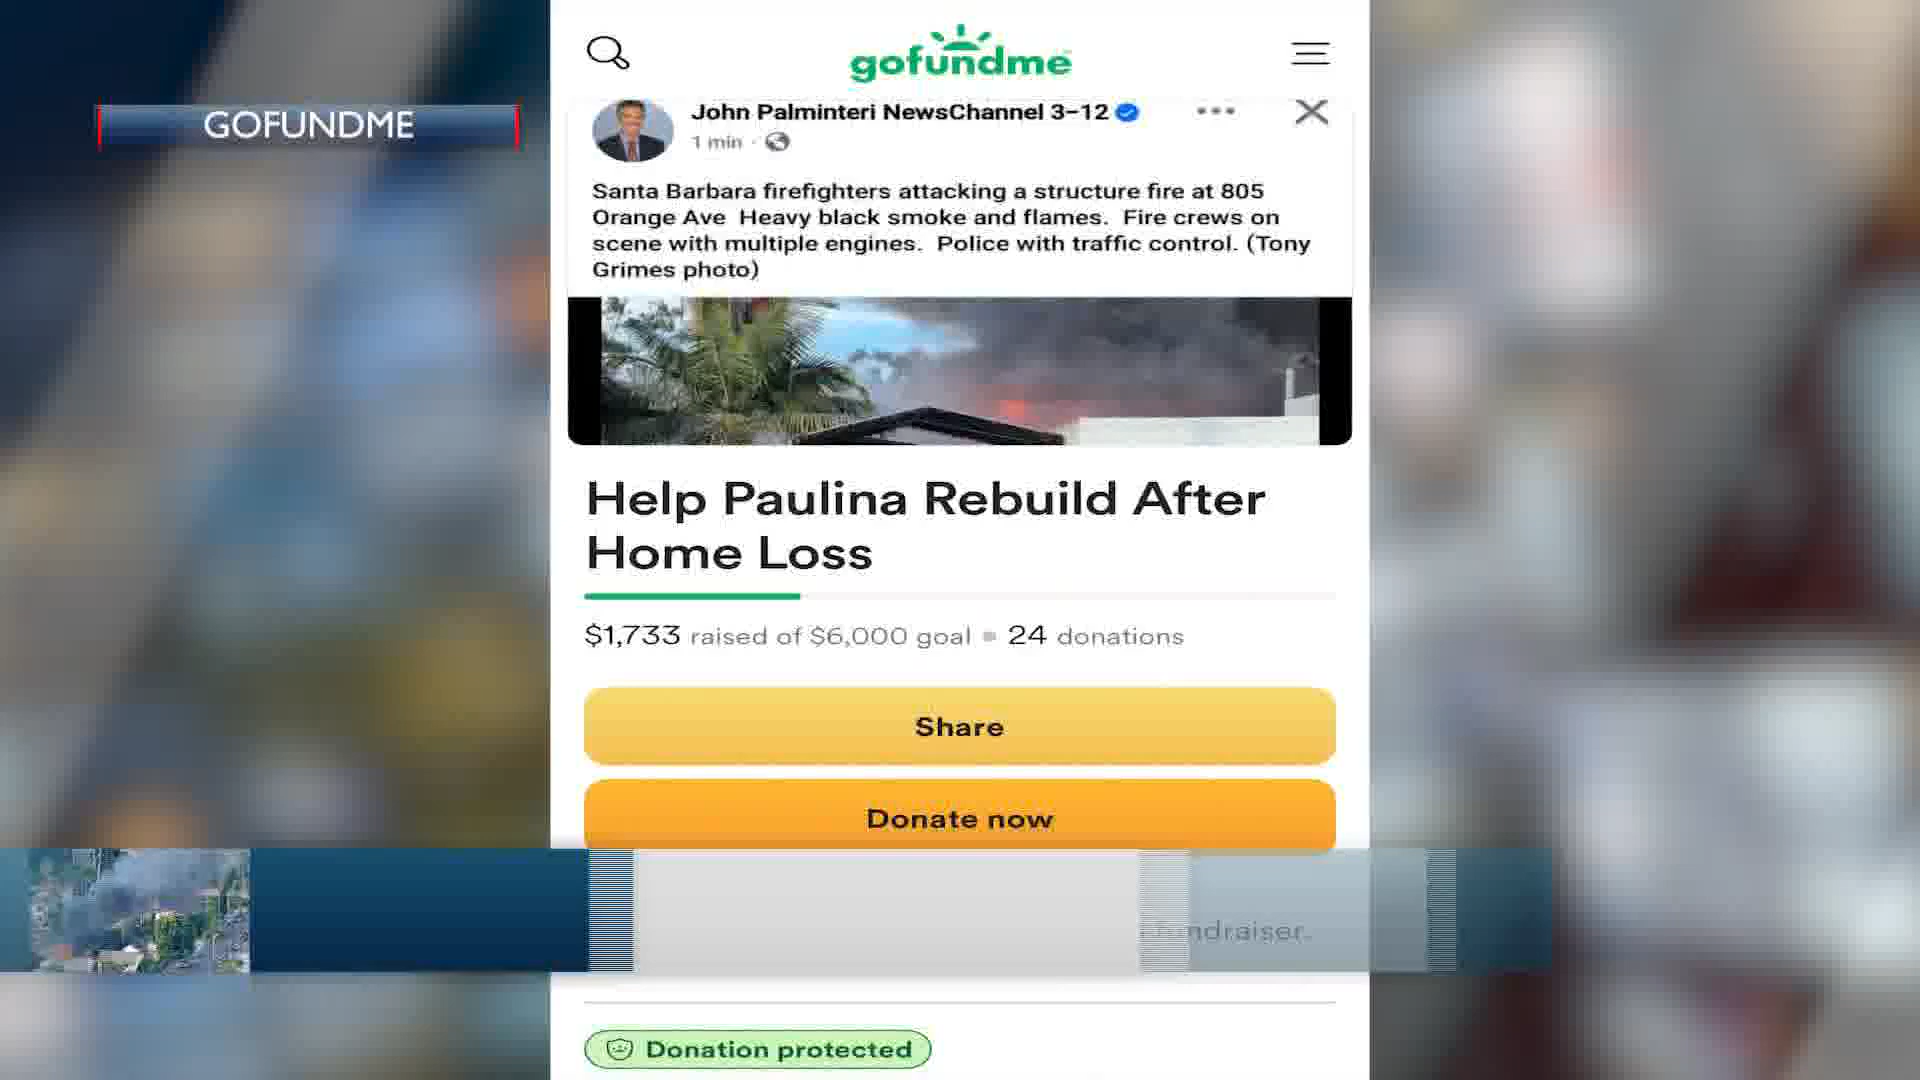 GOFUNDME
gofundme
John Palminteri NewsChannel 3-12
1 min ·
Santa Barbara firefighters attacking a structure fire at 805
Orange Ave Heavy black smoke and flames. Fire crews on
scene with multiple engines. Police with traffic control. (Tony
Grimes photo)
Help Paulina Rebuild After
Home Loss
$1,733 raised of $6,000 goal • 24 donations
Share
Donate now
fundraiser.
Donation protected